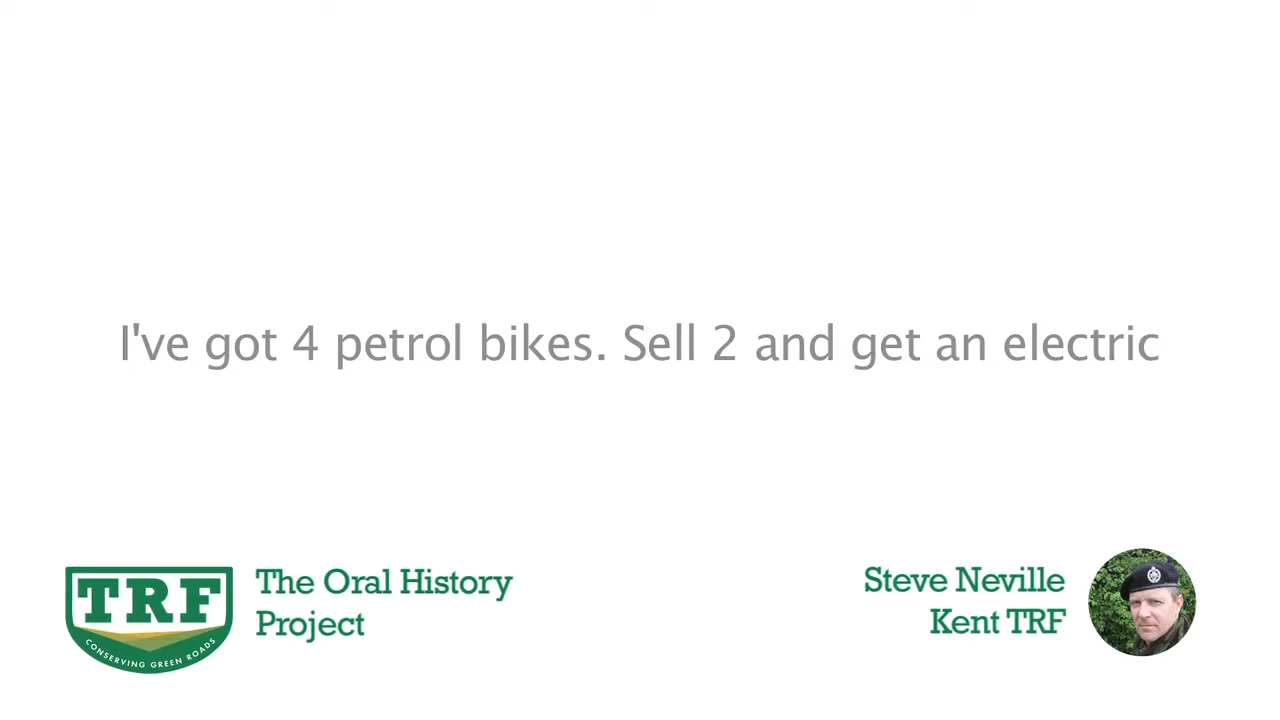 I've got 4 petrol bikes. Sell 2 and get an electric
TRF
CONSERVING GREEN ROADS
The Oral History
Project
Steve Neville
Kent TRF